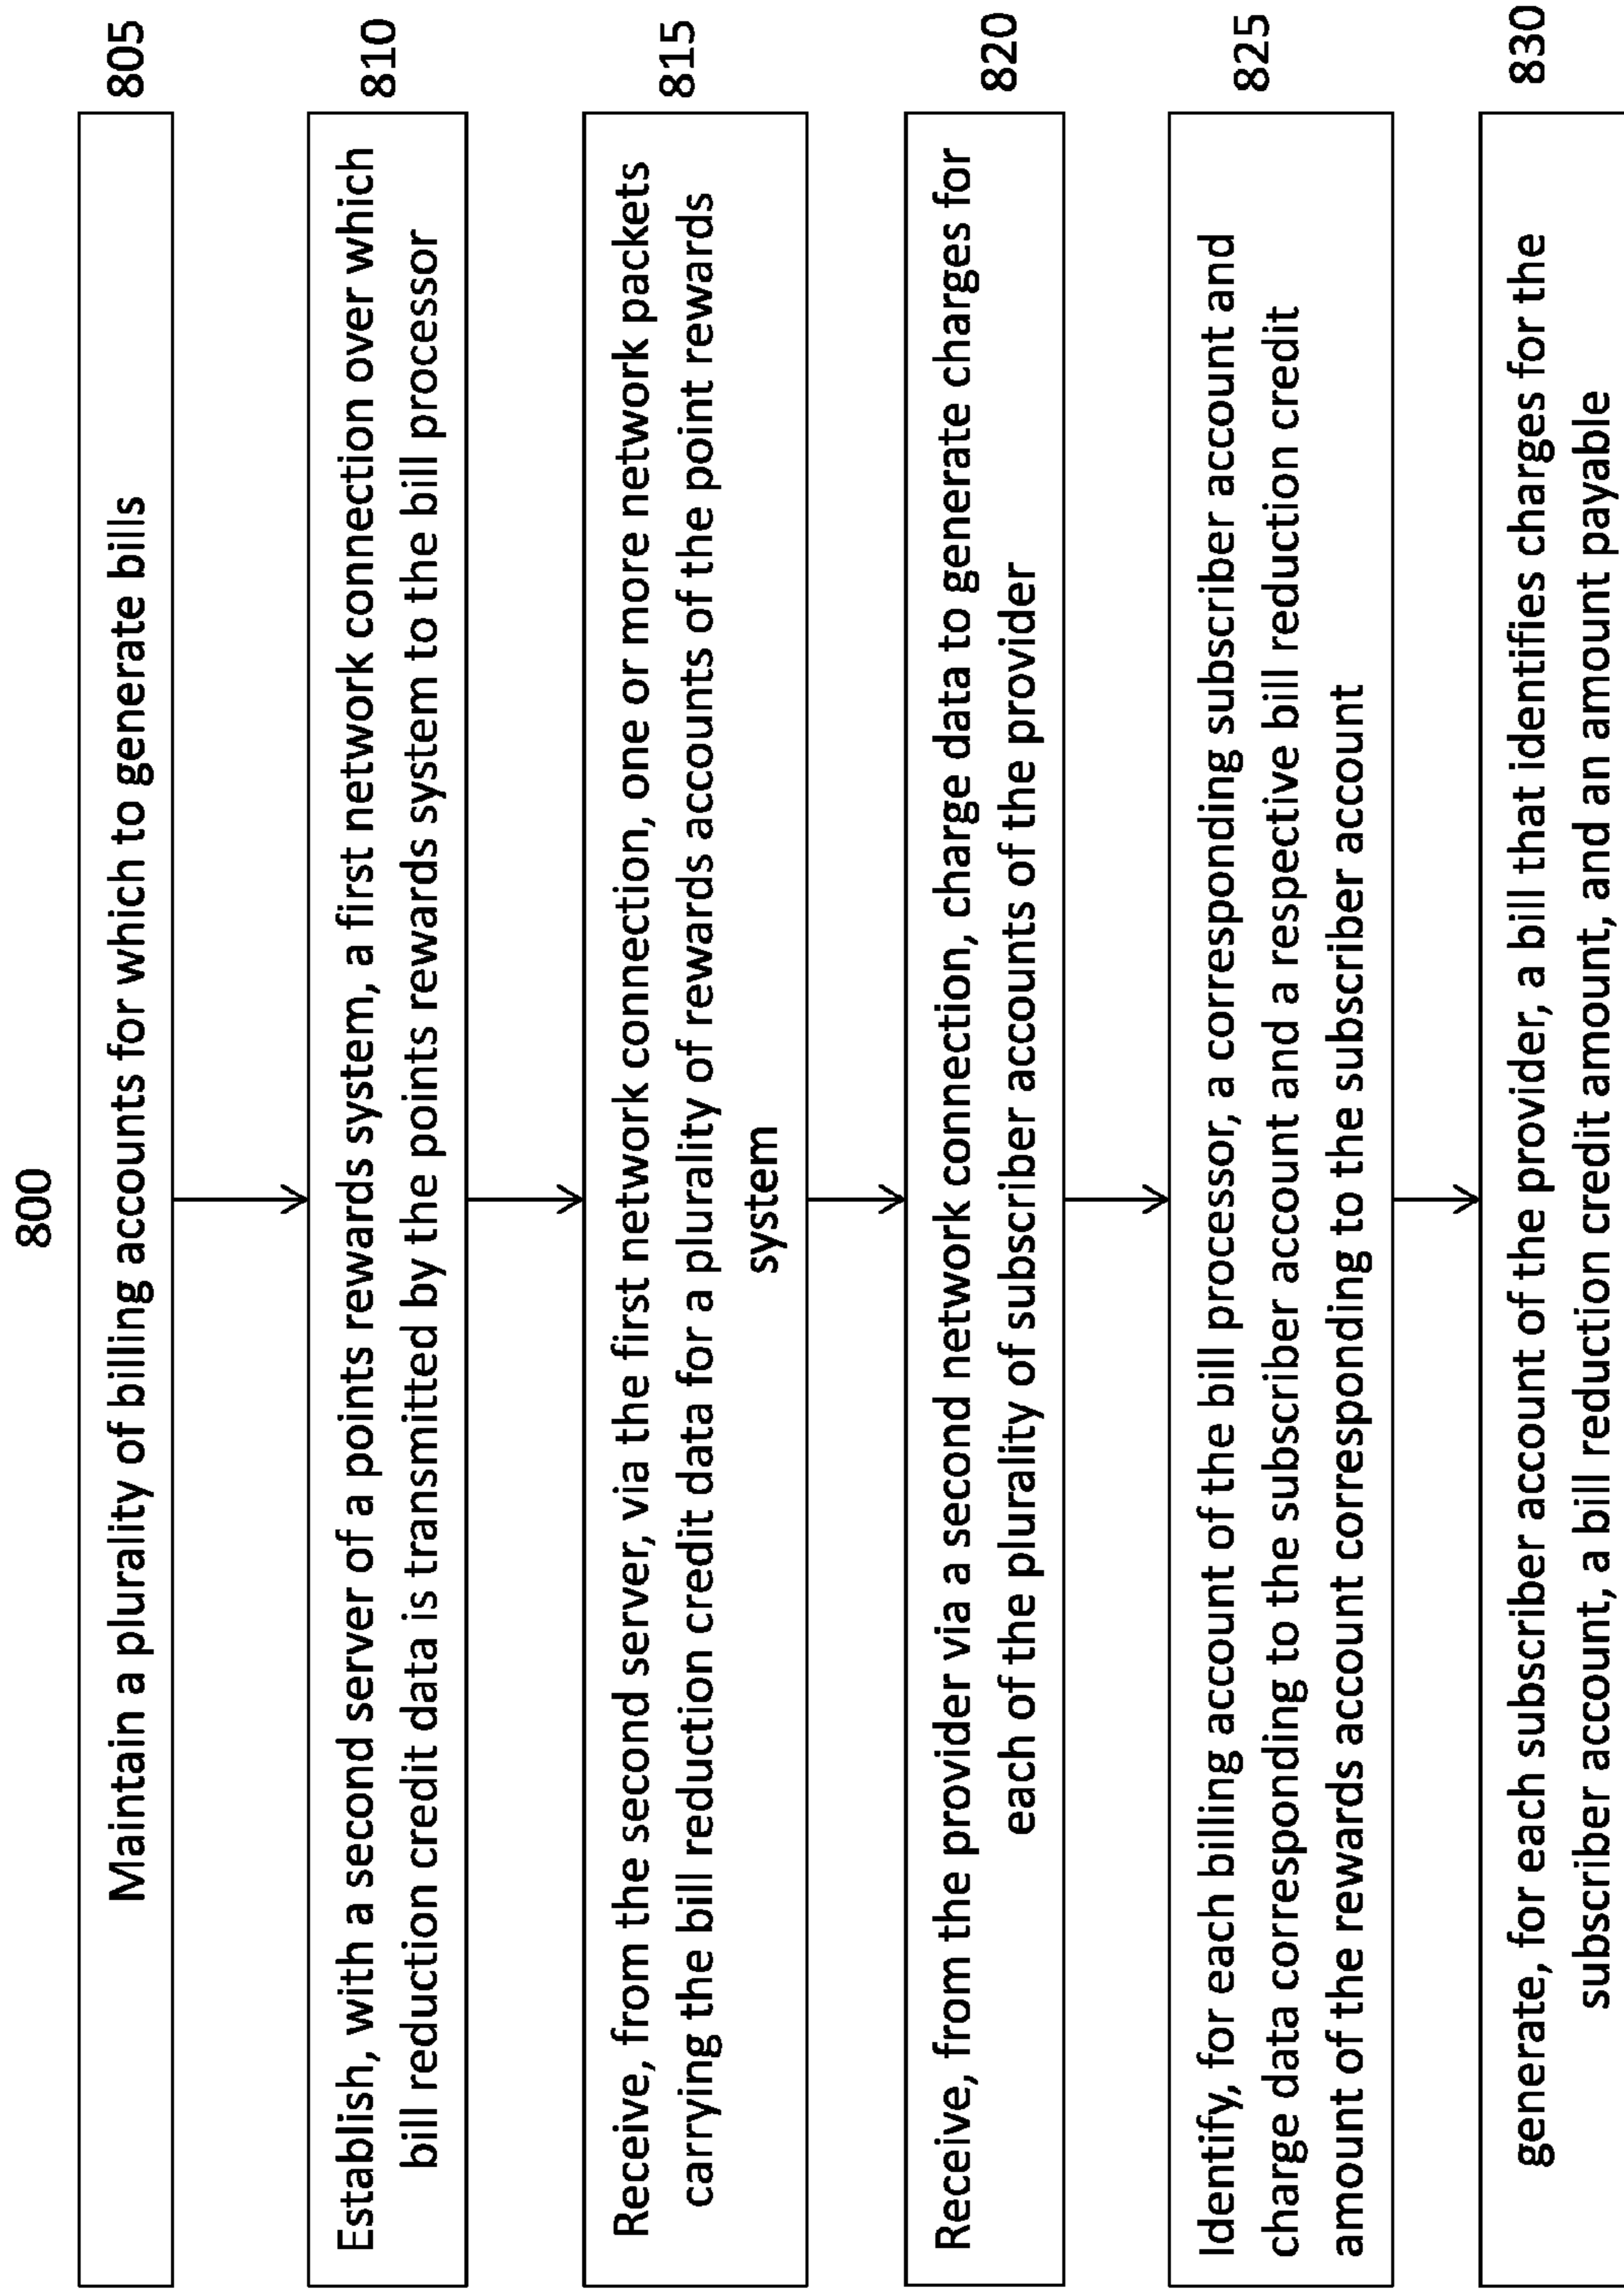 800
Maintain a plurality of billing accounts for which to generate bills
805
Establish, with a second server of a points rewards system, a first network connection over which
bill reduction credit data is transmitted by the points rewards system to the bill processor
810
Receive, from the second server, via the first network connection, one or more network packets
carrying the bill reduction credit data for a plurality of rewards accounts of the point rewards
system
815
Receive, from the provider via a second network connection, charge data to generate charges for
each of the plurality of subscriber accounts of the provider
820
Identify, for each billing account of the bill processor, a corresponding subscriber account and
charge data corresponding to the subscriber account and a respective bill reduction credit
amount of the rewards account corresponding to the subscriber account
825
generate, for each subscriber account of the provider, a bill that identifies charges for the
subscriber account, a bill reduction credit amount, and an amount payable
830